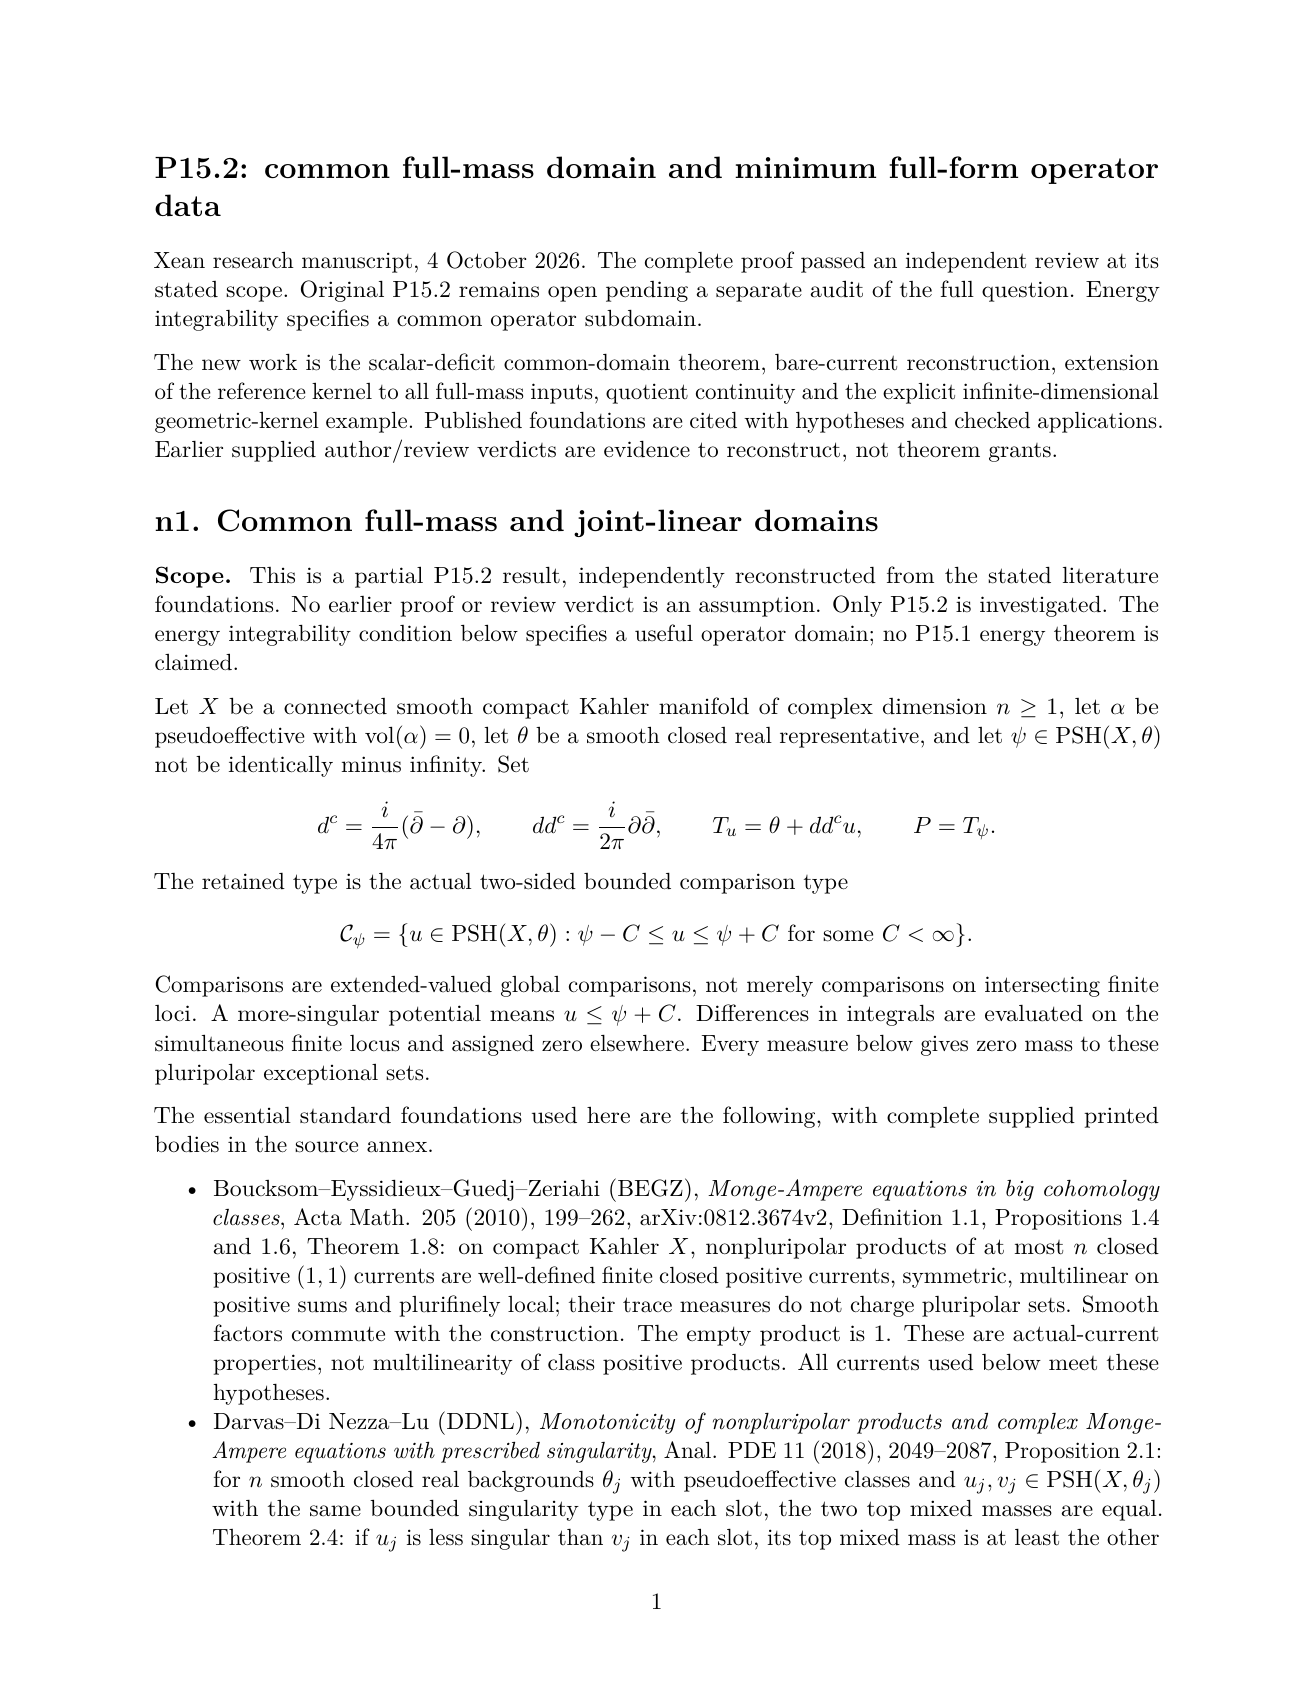 P15.2: common full-mass domain and minimum full-form operator
data
Xean research manuscript, 4 October 2026. The complete proof passed an independent review at its
stated scope. Original P15.2 remains open pending a separate audit of the full question. Energy
integrability specifies a common operator subdomain.
The new work is the scalar-deficit common-domain theorem, bare-current reconstruction, extension
of the reference kernel to all full-mass inputs, quotient continuity and the explicit infinite-dimensional
geometric-kernel example. Published foundations are cited with hypotheses and checked applications.
Earlier supplied author/review verdicts are evidence to reconstruct, not theorem grants.
n1. Common full-mass and joint-linear domains
Scope. This is a partial P15.2 result, independently reconstructed from the stated literature
foundations. No earlier proof or review verdict is an assumption. Only P15.2 is investigated. The
energy integrability condition below specifies a useful operator domain; no P15.1 energy theorem is
claimed.
Let X be a connected smooth compact Kahler manifold of complex dimension n ≥ 1, let α be
pseudoeffective with vol(α) = 0, let θ be a smooth closed real representative, and let ψ ∈ PSH(X, θ)
not be identically minus infinity. Set
d^c = \frac{i}{4π}(∂̄ − ∂), dd^c = \frac{i}{2π}∂∂̄, T_u = θ + dd^c u, P = T_ψ.
The retained type is the actual two-sided bounded comparison type
𝒞_ψ = {u ∈ PSH(X, θ) : ψ − C ≤ u ≤ ψ + C for some C < ∞}.
Comparisons are extended-valued global comparisons, not merely comparisons on intersecting finite
loci. A more-singular potential means u ≤ ψ + C. Differences in integrals are evaluated on the
simultaneous finite locus and assigned zero elsewhere. Every measure below gives zero mass to these
pluripolar exceptional sets.
The essential standard foundations used here are the following, with complete supplied printed
bodies in the source annex.
• Boucksom–Eyssidieux–Guedj–Zeriahi (BEGZ), Monge-Ampere equations in big cohomology
classes, Acta Math. 205 (2010), 199–262, arXiv:0812.3674v2, Definition 1.1, Propositions 1.4
and 1.6, Theorem 1.8: on compact Kahler X, nonpluripolar products of at most n closed
positive (1, 1) currents are well-defined finite closed positive currents, symmetric, multilinear on
positive sums and plurifinely local; their trace measures do not charge pluripolar sets. Smooth
factors commute with the construction. The empty product is 1. These are actual-current
properties, not multilinearity of class positive products. All currents used below meet these
hypotheses.
• Darvas–Di Nezza–Lu (DDNL), Monotonicity of nonpluripolar products and complex Monge-
Ampere equations with prescribed singularity, Anal. PDE 11 (2018), 2049–2087, Proposition 2.1:
for n smooth closed real backgrounds θ_j with pseudoeffective classes and u_j, v_j ∈ PSH(X, θ_j)
with the same bounded singularity type in each slot, the two top mixed masses are equal.
Theorem 2.4: if u_j is less singular than v_j in each slot, its top mixed mass is at least the other
1